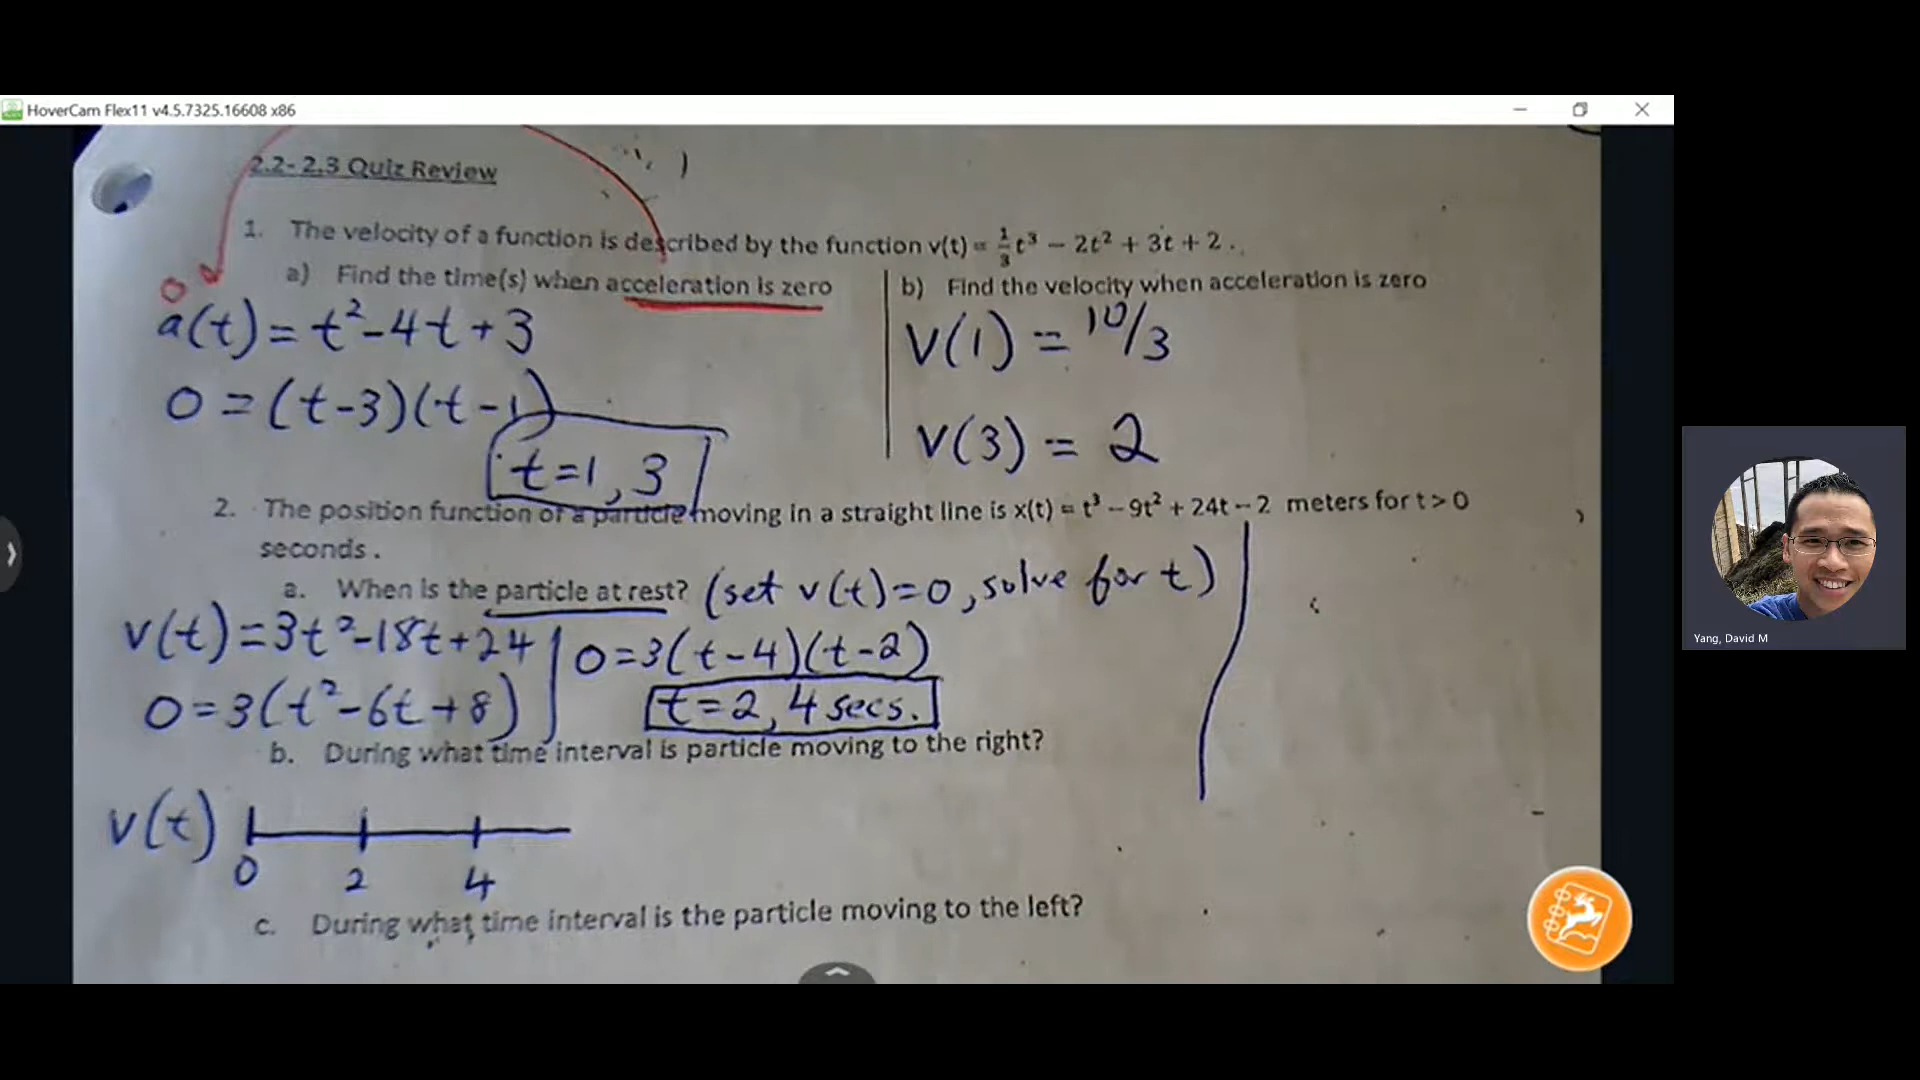 HoverCam Flex11 v4.5.7325.16608 x86
2.2- 2.3 Quiz Review
1. The velocity of a function is described by the function v(t) = 1/3 t³ − 2t² + 3t + 2 .
a) Find the time(s) when acceleration is zero
b) Find the velocity when acceleration is zero
0
a(t) = t² - 4t + 3
0 = (t-3)(t-1)
t = 1, 3
v(1) = 10/3
v(3) = 2
2. The position function of a particle moving in a straight line is x(t) = t³ − 9t² + 24t − 2 meters for t > 0
seconds .
a. When is the particle at rest? (set v(t)=0, solve for t)
v(t) = 3t² - 18t + 24
0 = 3(t² - 6t + 8)
0 = 3(t-4)(t-2)
t = 2, 4 secs.
b. During what time interval is particle moving to the right?
v(t)
0 2 4
c. During what time interval is the particle moving to the left?
Yang, David M